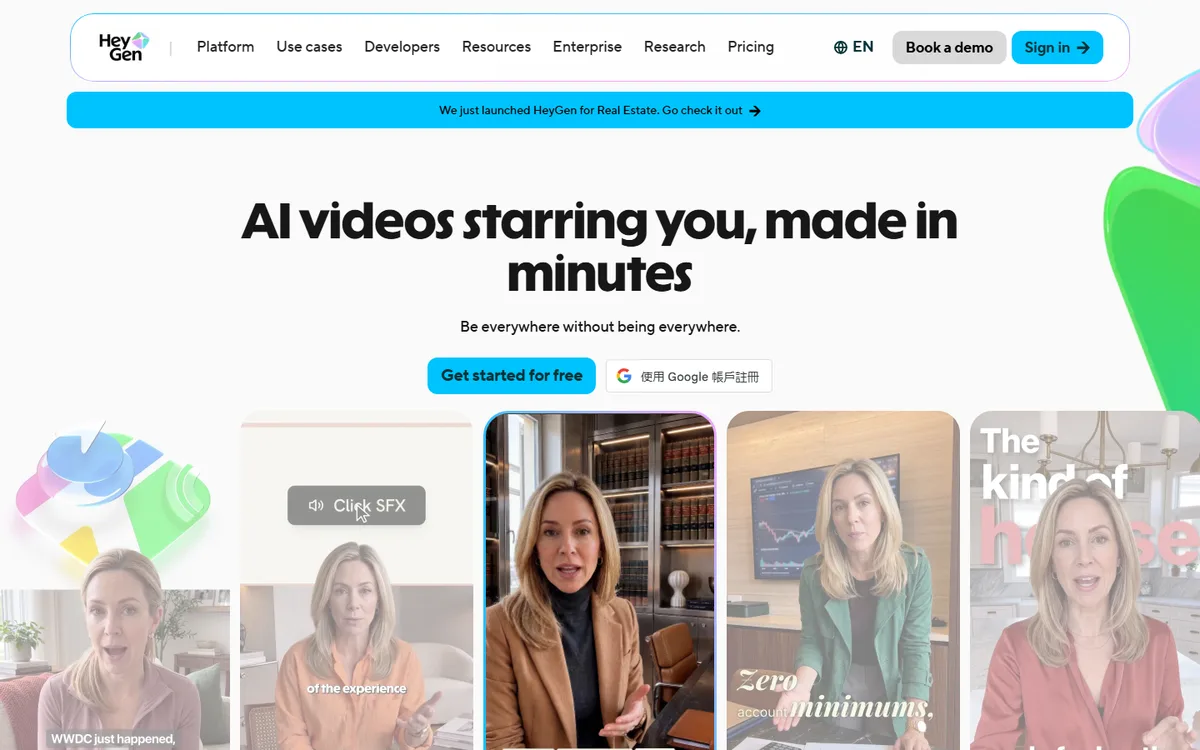 Hey
Gen
Platform
Use cases
Developers
Resources
Enterprise
Research
Pricing
EN
Book a demo
Sign in
We just launched HeyGen for Real Estate. Go check it out
AI videos starring you, made in
minutes
Be everywhere without being everywhere.
Get started for free
使用 Google 帳戶註冊
WWDC just happened,
Click SFX
of the experience
Zero
account minimums,
The
kind of